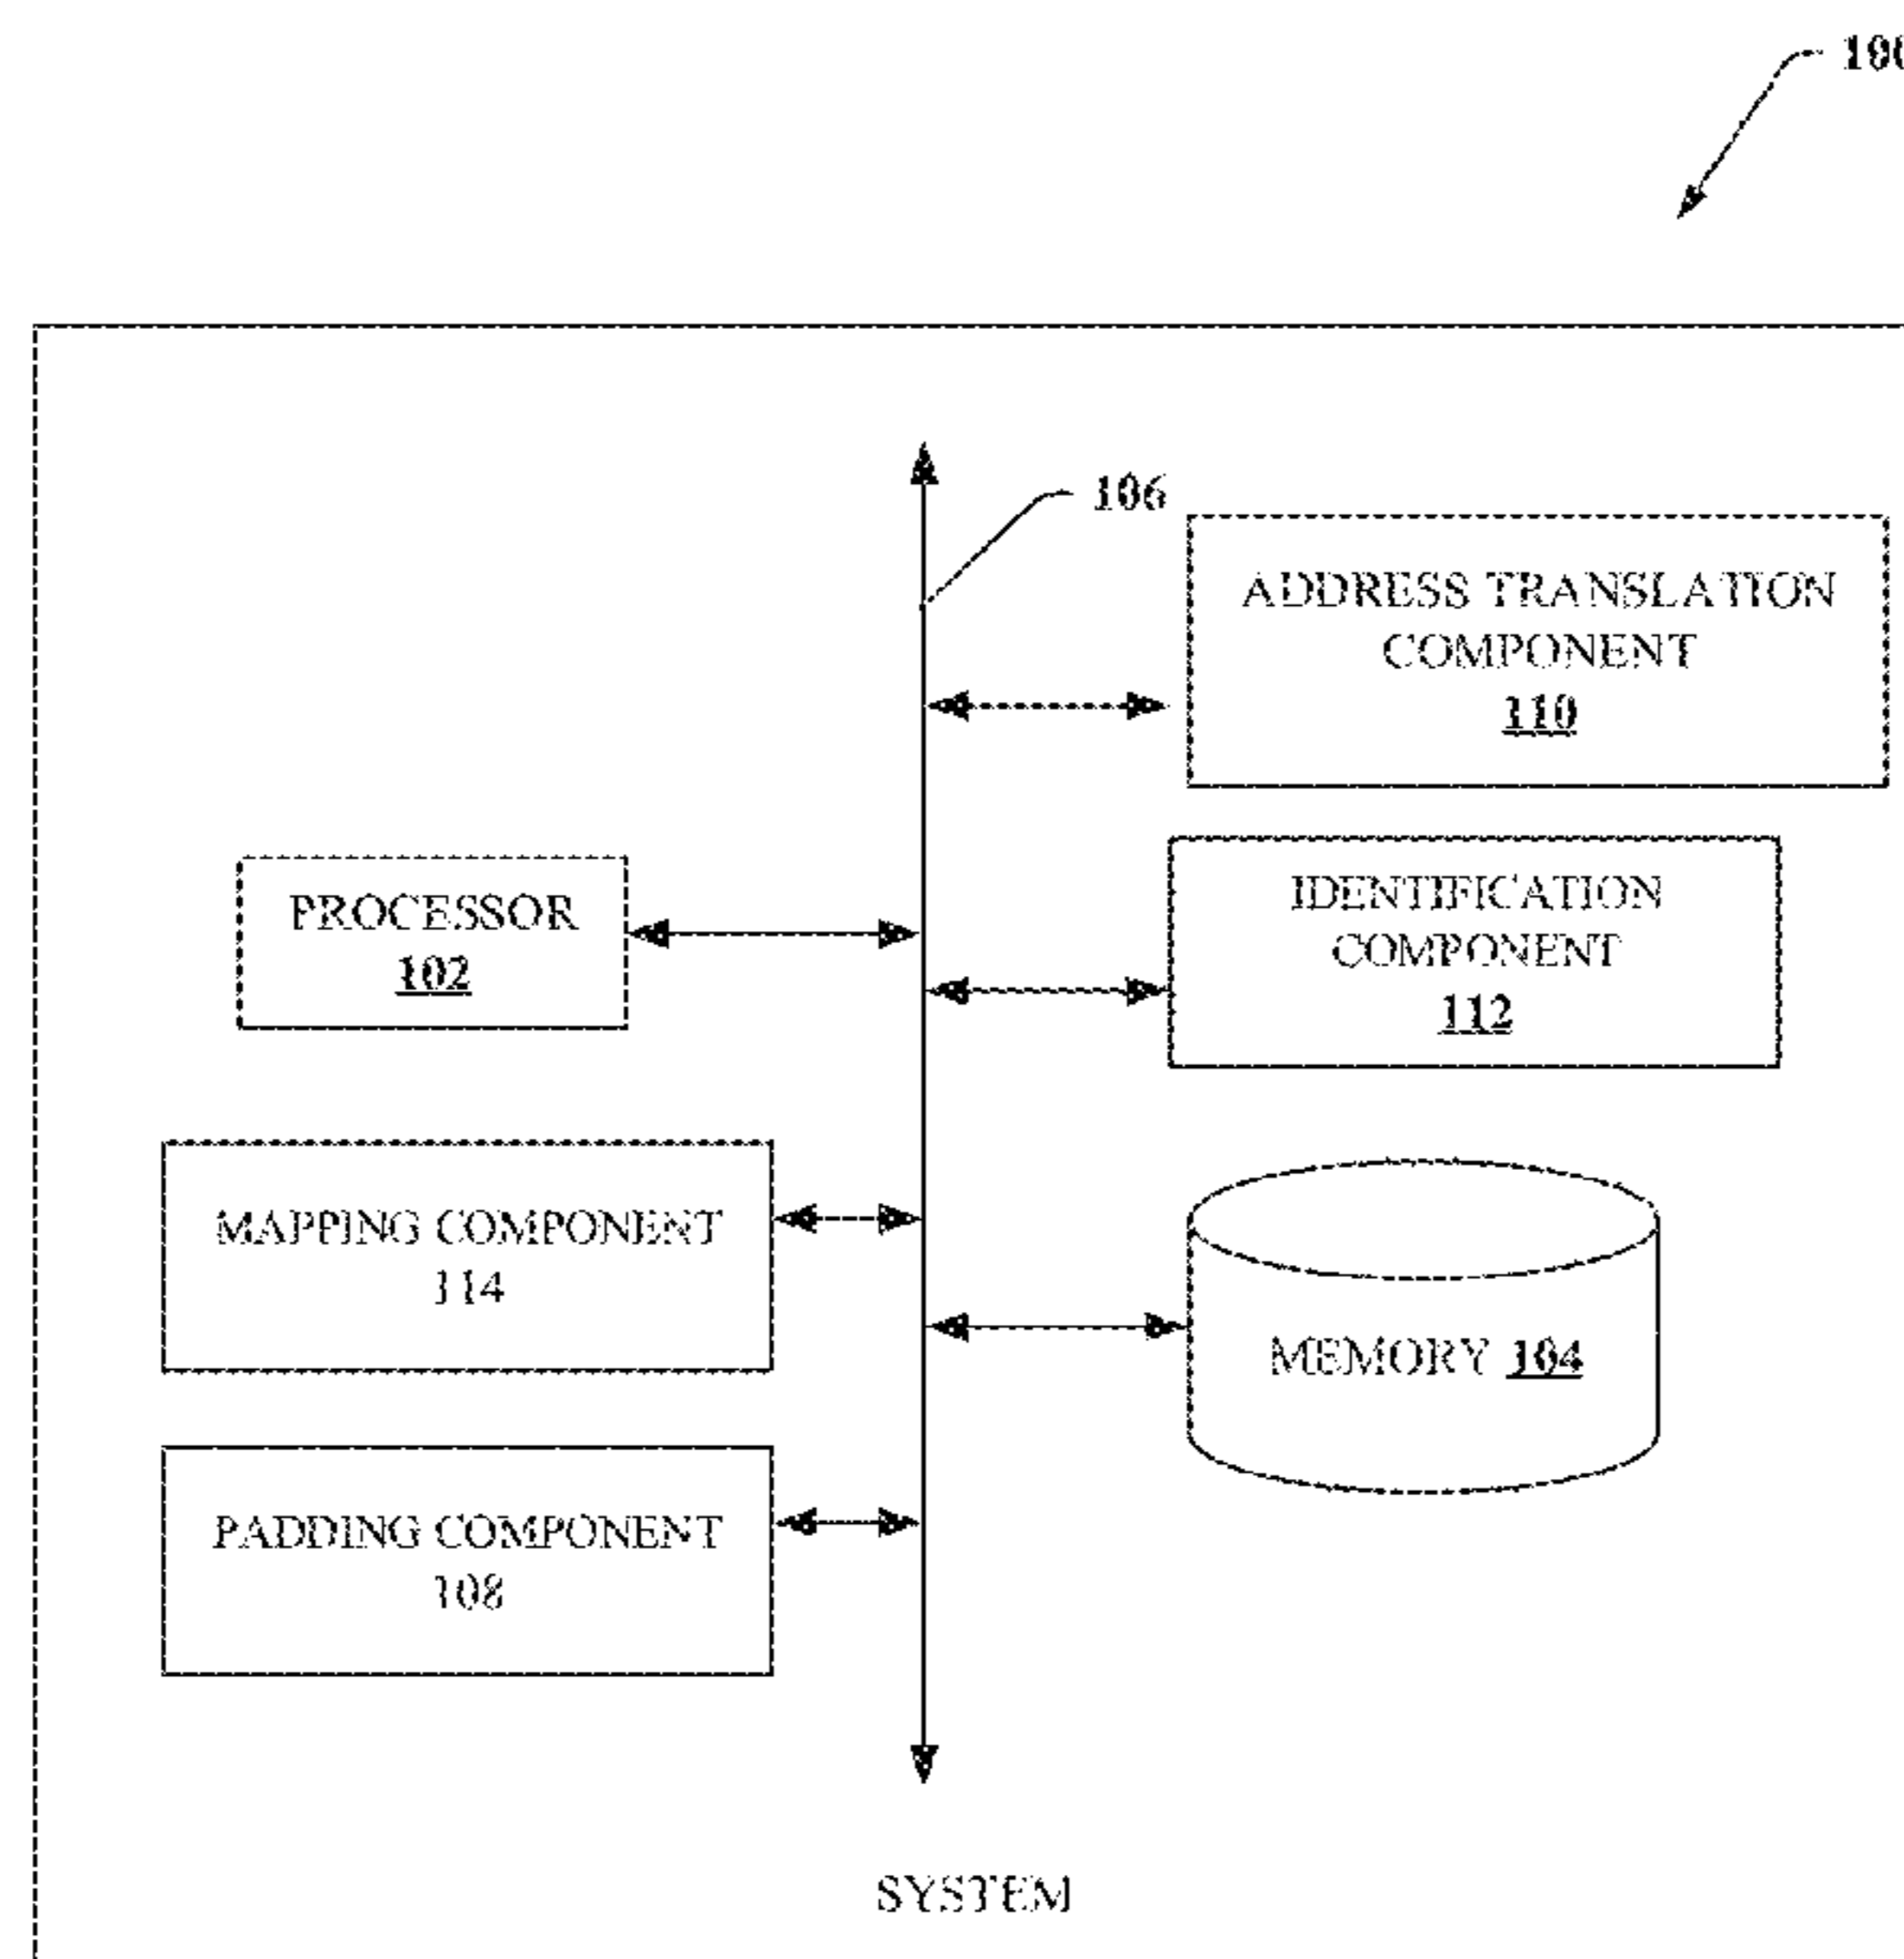 106
ADDRESS TRANSLATION
COMPONENT
110
PROCESSOR
102
IDENTIFICATION
COMPONENT
112
MAPPING COMPONENT
114
MEMORY 104
PADDING COMPONENT
108
SYSTEM